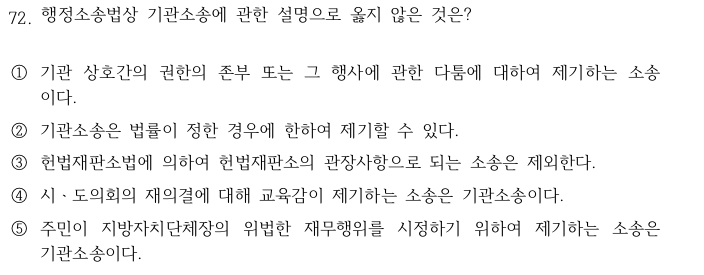 72. 행정소송법상 기관소송에 관한 설명으로 옳지 않은 것은?
① 기관 상호간의 권한의 존부 또는 그 행사에 관한 다툼에 대하여 제기하는 소송
이다.
② 기관소송은 법률이 정한 경우에 한하여 제기할 수 있다.
③ 헌법재판소법에 의하여 헌법재판소의 관장사항으로 되는 소송은 제외한다.
④ 시ㆍ도의회의 재의결에 대해 교육감이 제기하는 소송은 기관소송이다.
⑤ 주민이 지방자치단체장의 위법한 재무행위를 시정하기 위하여 제기하는 소송은
기관소송이다.